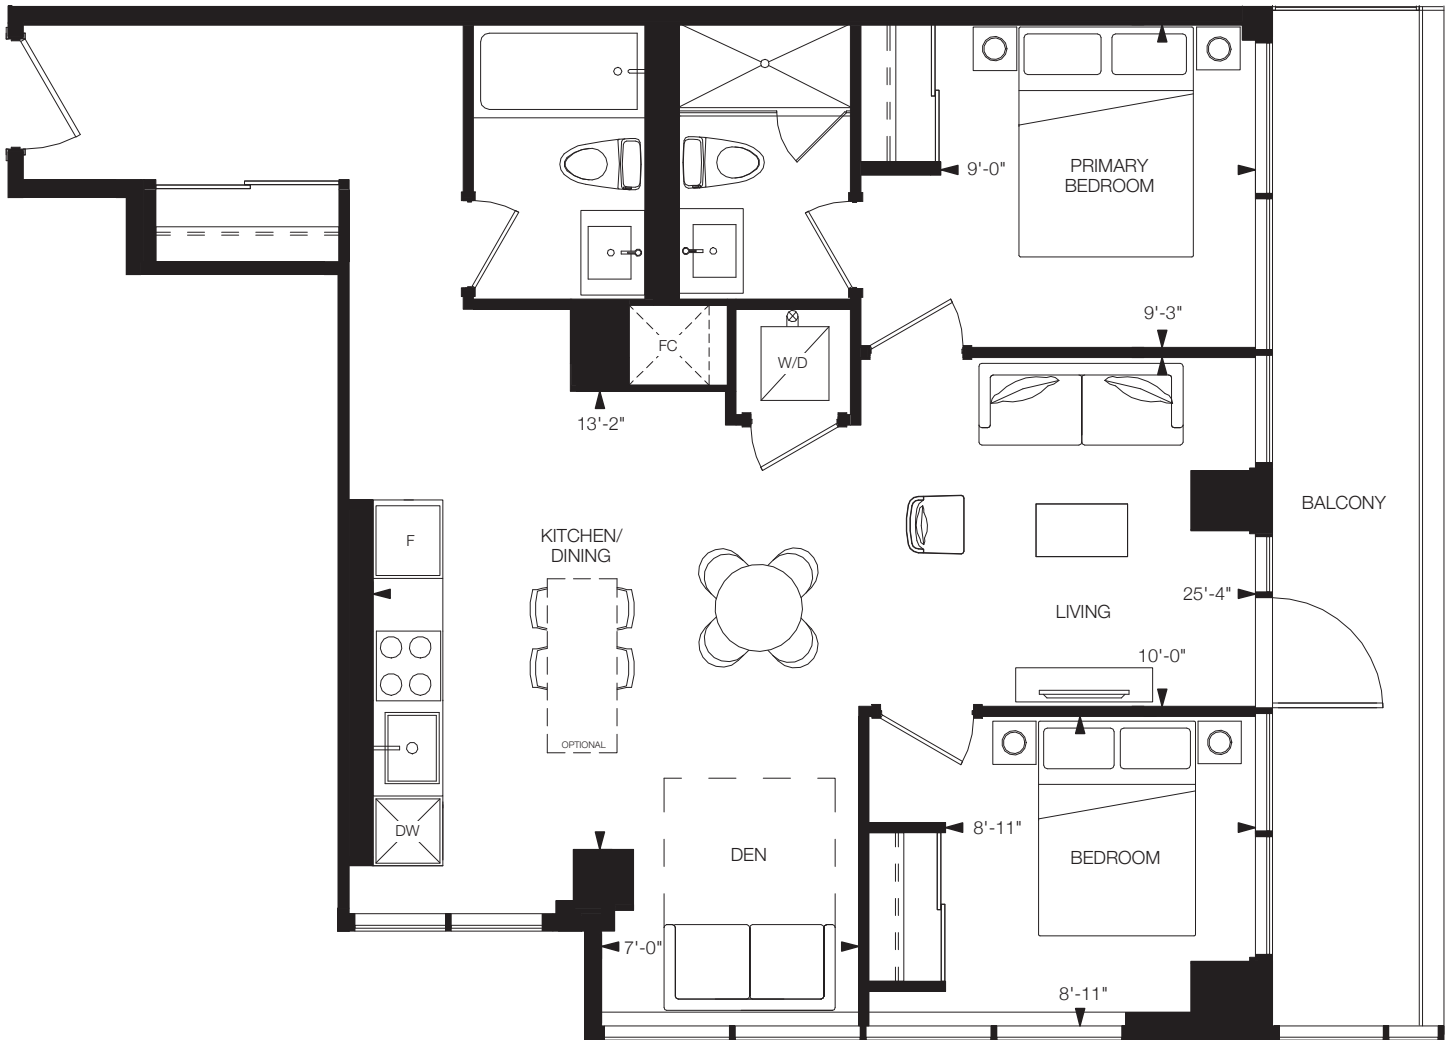 PRIMARY
BEDROOM
9'-0"
9'-3"
FC
W/D
13'-2"
BALCONY
F
KITCHEN/
DINING
25'-4"
LIVING
10'-0"
OPTIONAL
DW
DEN
8'-11"
BEDROOM
7'-0"
8'-11"